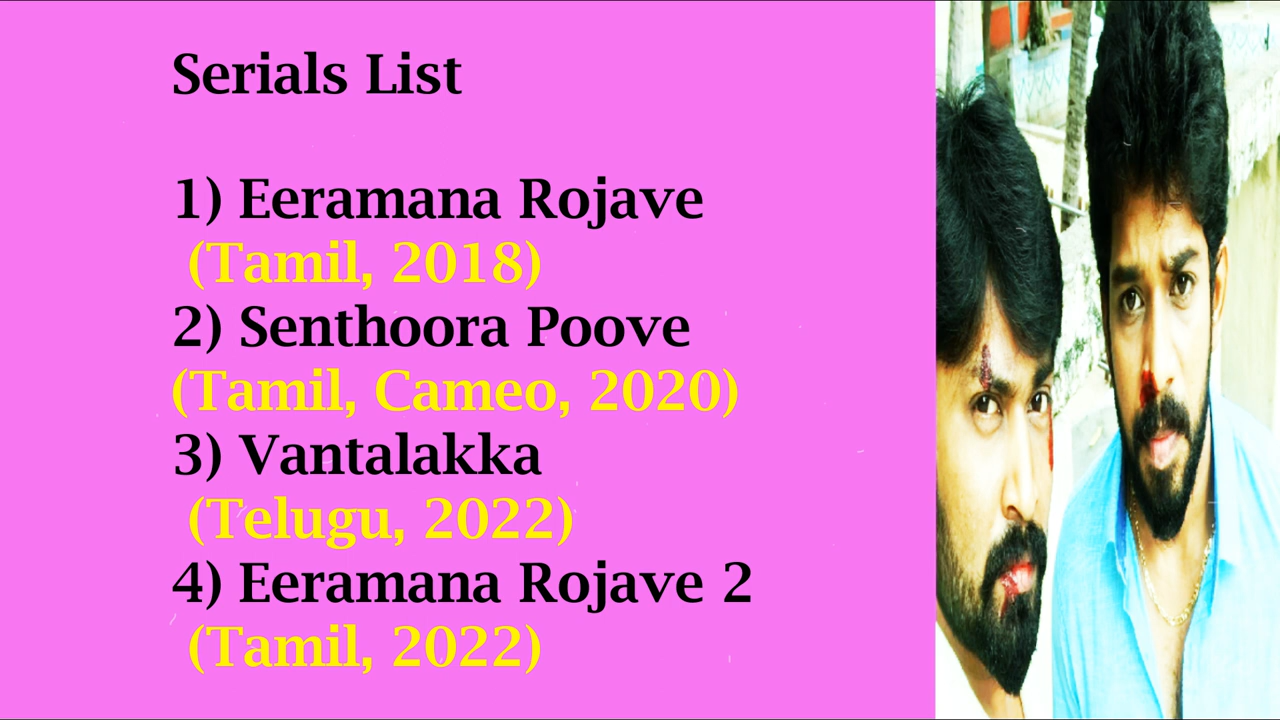 Serials List
1) Eeramana Rojave
(Tamil, 2018)
2) Senthoora Poove
(Tamil, Cameo, 2020)
3) Vantalakka
(Telugu, 2022)
4) Eeramana Rojave 2
(Tamil, 2022)